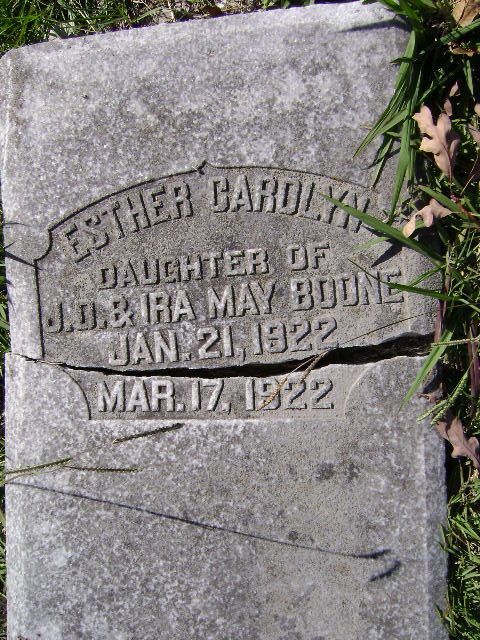 ESTHER CAROLYN
DAUGHTER OF
J.D. & IRA MAY BOONE
JAN. 21, 1922
MAR. 17, 1922